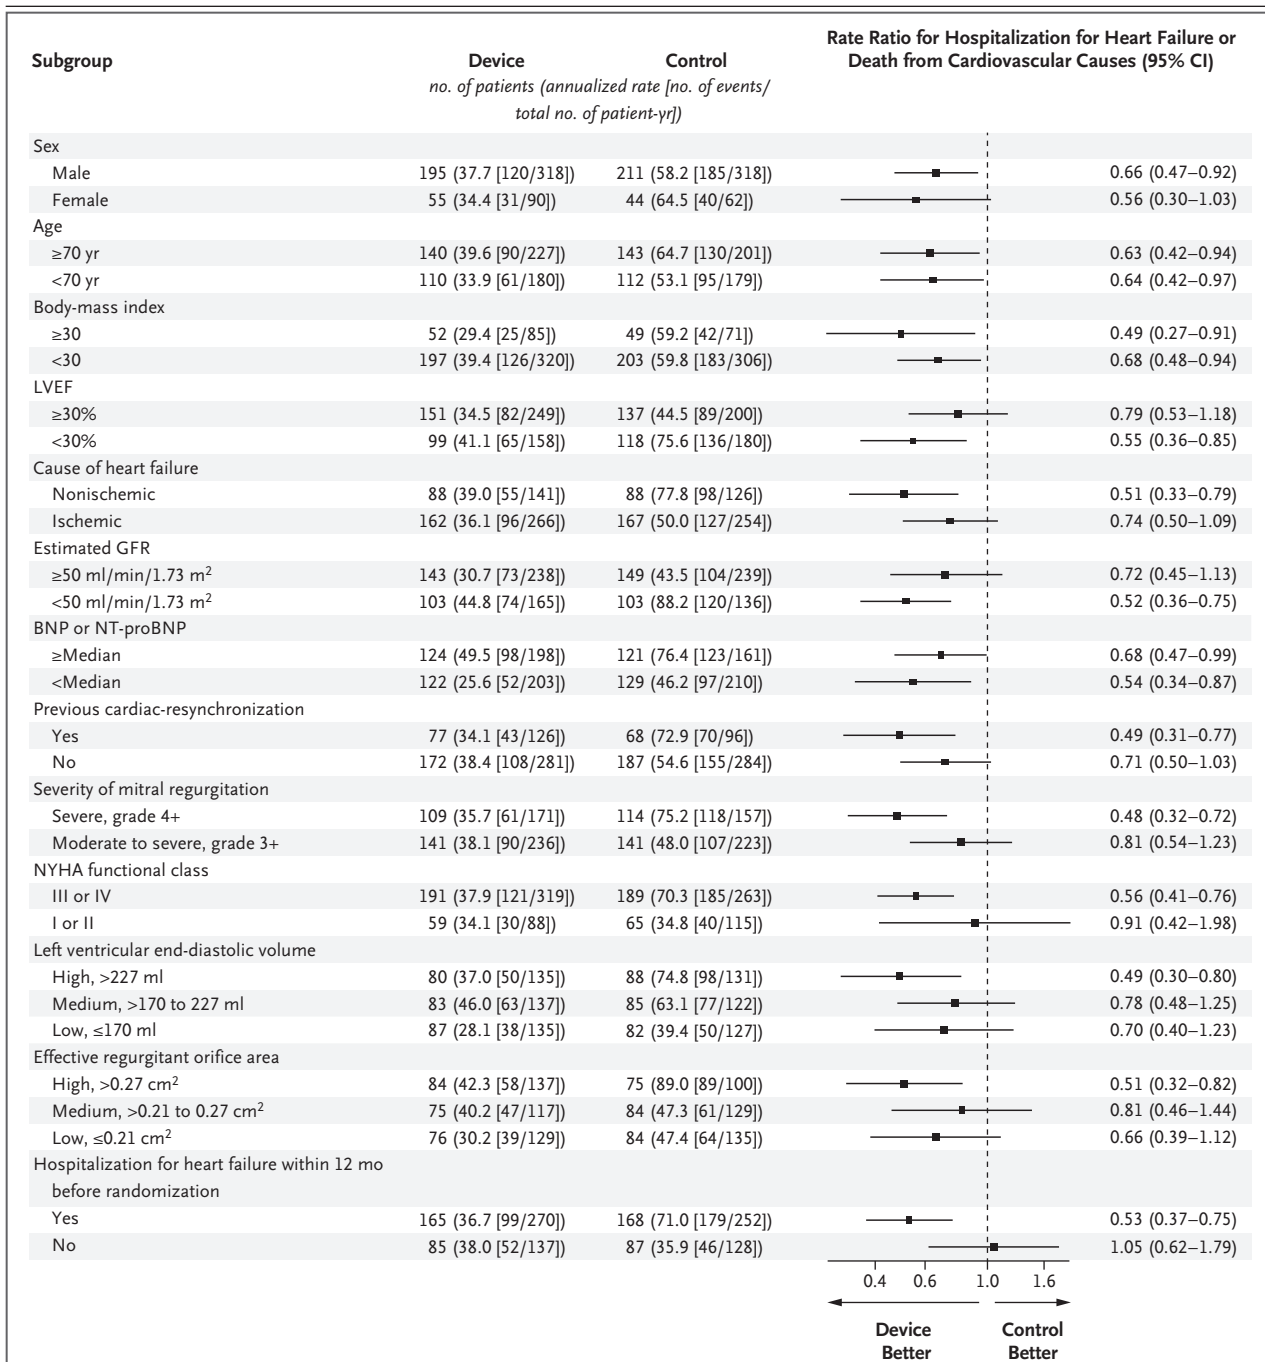 Subgroup Device Control Rate Ratio for Hospitalization for Heart Failure or
Death from Cardiovascular Causes (95% CI)
no. of patients (annualized rate [no. of events/
total no. of patient-yr])
Sex
Male 195 (37.7 [120/318]) 211 (58.2 [185/318]) 0.66 (0.47–0.92)
Female 55 (34.4 [31/90]) 44 (64.5 [40/62]) 0.56 (0.30–1.03)
Age
≥70 yr 140 (39.6 [90/227]) 143 (64.7 [130/201]) 0.63 (0.42–0.94)
<70 yr 110 (33.9 [61/180]) 112 (53.1 [95/179]) 0.64 (0.42–0.97)
Body-mass index
≥30 52 (29.4 [25/85]) 49 (59.2 [42/71]) 0.49 (0.27–0.91)
<30 197 (39.4 [126/320]) 203 (59.8 [183/306]) 0.68 (0.48–0.94)
LVEF
≥30% 151 (34.5 [82/249]) 137 (44.5 [89/200]) 0.79 (0.53–1.18)
<30% 99 (41.1 [65/158]) 118 (75.6 [136/180]) 0.55 (0.36–0.85)
Cause of heart failure
Nonischemic 88 (39.0 [55/141]) 88 (77.8 [98/126]) 0.51 (0.33–0.79)
Ischemic 162 (36.1 [96/266]) 167 (50.0 [127/254]) 0.74 (0.50–1.09)
Estimated GFR
≥50 ml/min/1.73 m² 143 (30.7 [73/238]) 149 (43.5 [104/239]) 0.72 (0.45–1.13)
<50 ml/min/1.73 m² 103 (44.8 [74/165]) 103 (88.2 [120/136]) 0.52 (0.36–0.75)
BNP or NT-proBNP
≥Median 124 (49.5 [98/198]) 121 (76.4 [123/161]) 0.68 (0.47–0.99)
<Median 122 (25.6 [52/203]) 129 (46.2 [97/210]) 0.54 (0.34–0.87)
Previous cardiac-resynchronization
Yes 77 (34.1 [43/126]) 68 (72.9 [70/96]) 0.49 (0.31–0.77)
No 172 (38.4 [108/281]) 187 (54.6 [155/284]) 0.71 (0.50–1.03)
Severity of mitral regurgitation
Severe, grade 4+ 109 (35.7 [61/171]) 114 (75.2 [118/157]) 0.48 (0.32–0.72)
Moderate to severe, grade 3+ 141 (38.1 [90/236]) 141 (48.0 [107/223]) 0.81 (0.54–1.23)
NYHA functional class
III or IV 191 (37.9 [121/319]) 189 (70.3 [185/263]) 0.56 (0.41–0.76)
I or II 59 (34.1 [30/88]) 65 (34.8 [40/115]) 0.91 (0.42–1.98)
Left ventricular end-diastolic volume
High, >227 ml 80 (37.0 [50/135]) 88 (74.8 [98/131]) 0.49 (0.30–0.80)
Medium, >170 to 227 ml 83 (46.0 [63/137]) 85 (63.1 [77/122]) 0.78 (0.48–1.25)
Low, ≤170 ml 87 (28.1 [38/135]) 82 (39.4 [50/127]) 0.70 (0.40–1.23)
Effective regurgitant orifice area
High, >0.27 cm² 84 (42.3 [58/137]) 75 (89.0 [89/100]) 0.51 (0.32–0.82)
Medium, >0.21 to 0.27 cm² 75 (40.2 [47/117]) 84 (47.3 [61/129]) 0.81 (0.46–1.44)
Low, ≤0.21 cm² 76 (30.2 [39/129]) 84 (47.4 [64/135]) 0.66 (0.39–1.12)
Hospitalization for heart failure within 12 mo
before randomization
Yes 165 (36.7 [99/270]) 168 (71.0 [179/252]) 0.53 (0.37–0.75)
No 85 (38.0 [52/137]) 87 (35.9 [46/128]) 1.05 (0.62–1.79)
0.4 0.6 1.0 1.6
Device Control
Better Better